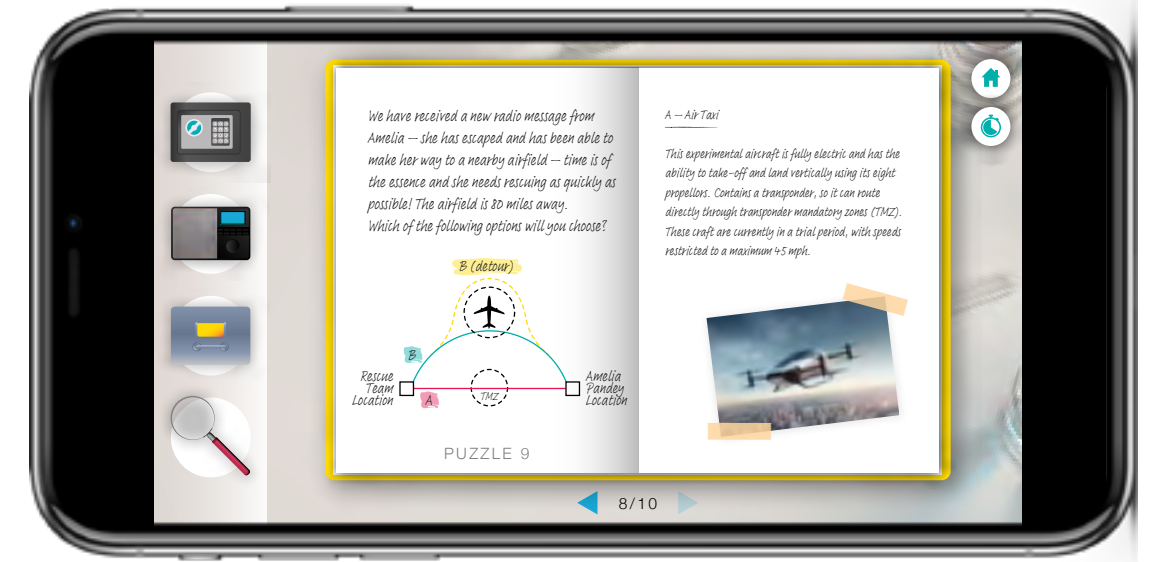 We have received a new radio message from
Amelia – she has escaped and has been able to
make her way to a nearby airfield – time is of
the essence and she needs rescuing as quickly as
possible! The airfield is 80 miles away.
Which of the following options will you choose?
B (detour)
B
Rescue
Team
Location
A
TMZ
Amelia
Pandey
Location
PUZZLE 9
A – Air Taxi
This experimental aircraft is fully electric and has the
ability to take-off and land vertically using its eight
propellors. Contains a transponder, so it can route
directly through transponder mandatory zones (TMZ).
These craft are currently in a trial period, with speeds
restricted to a maximum 45 mph.
8/10